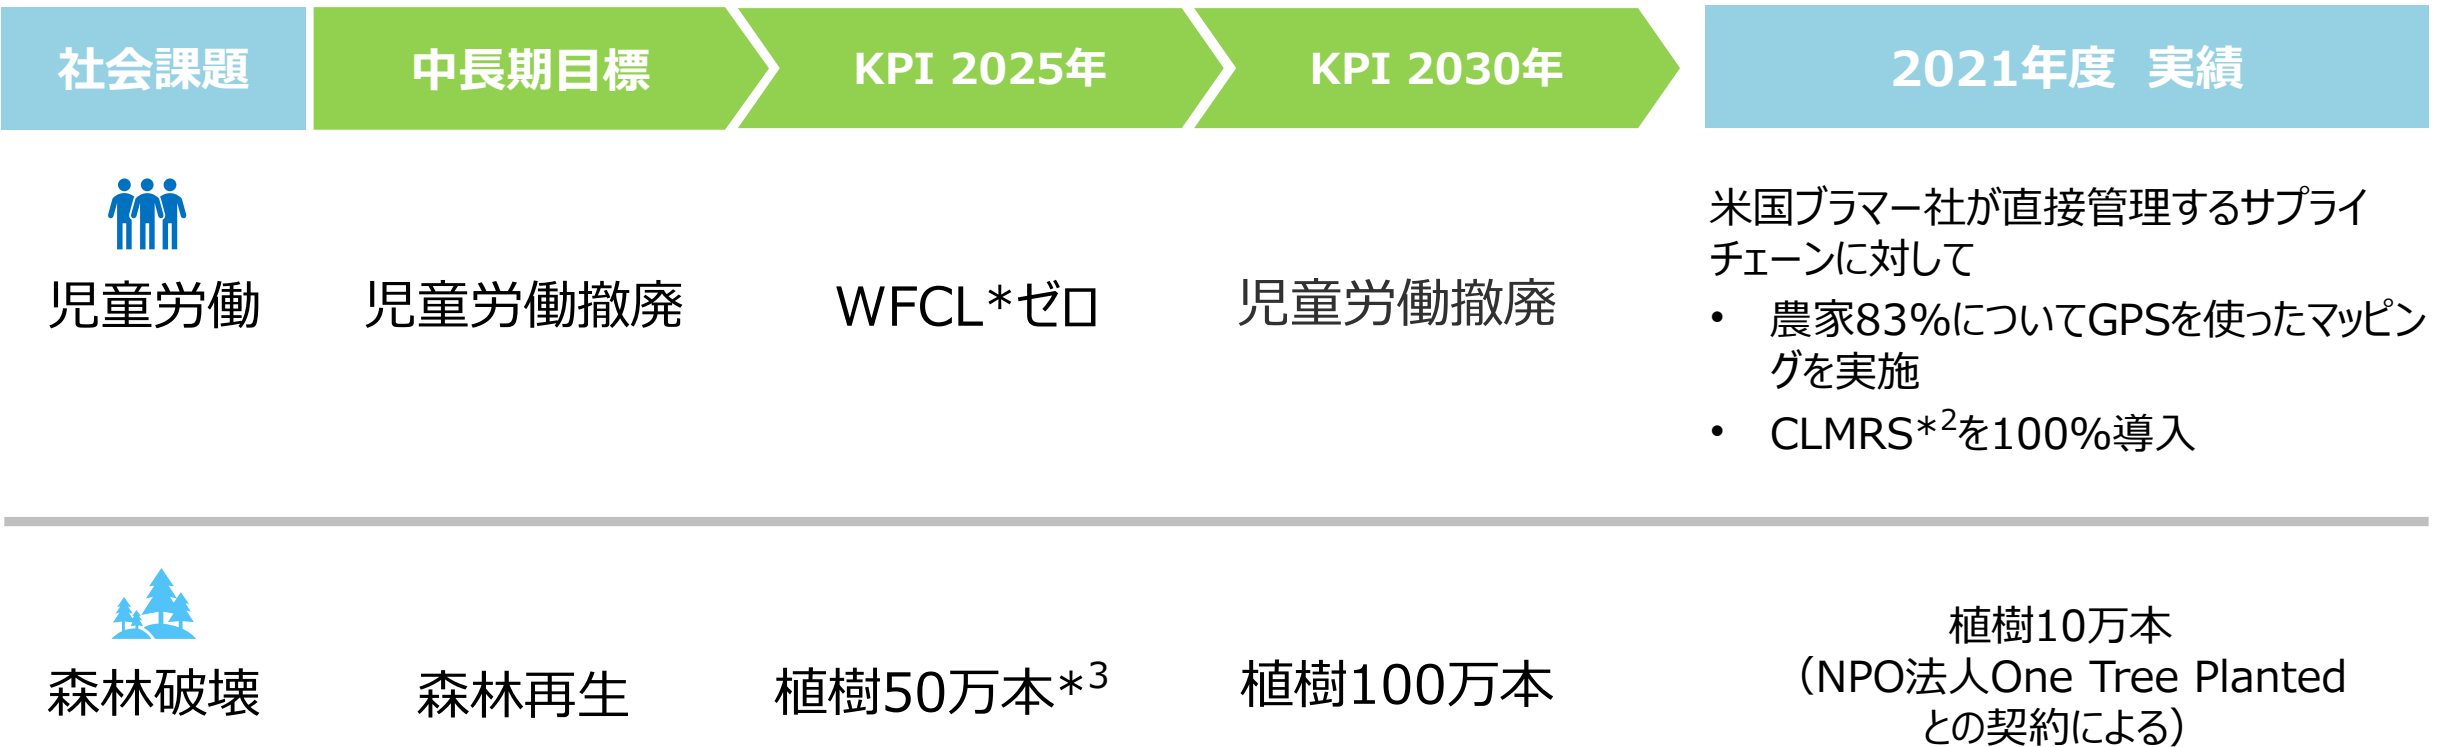 社会課題
中長期目標
KPI 2025年
KPI 2030年
2021年度 実績
児童労働
児童労働撤廃
WFCL*ゼロ
児童労働撤廃
米国ブラマー社が直接管理するサプライ
チェーンに対して
• 農家83%についてGPSを使ったマッピン
グを実施
• CLMRS*2を100%導入
森林破壊
森林再生
植樹50万本*3
植樹100万本
植樹10万本
（NPO法人One Tree Planted
との契約による）